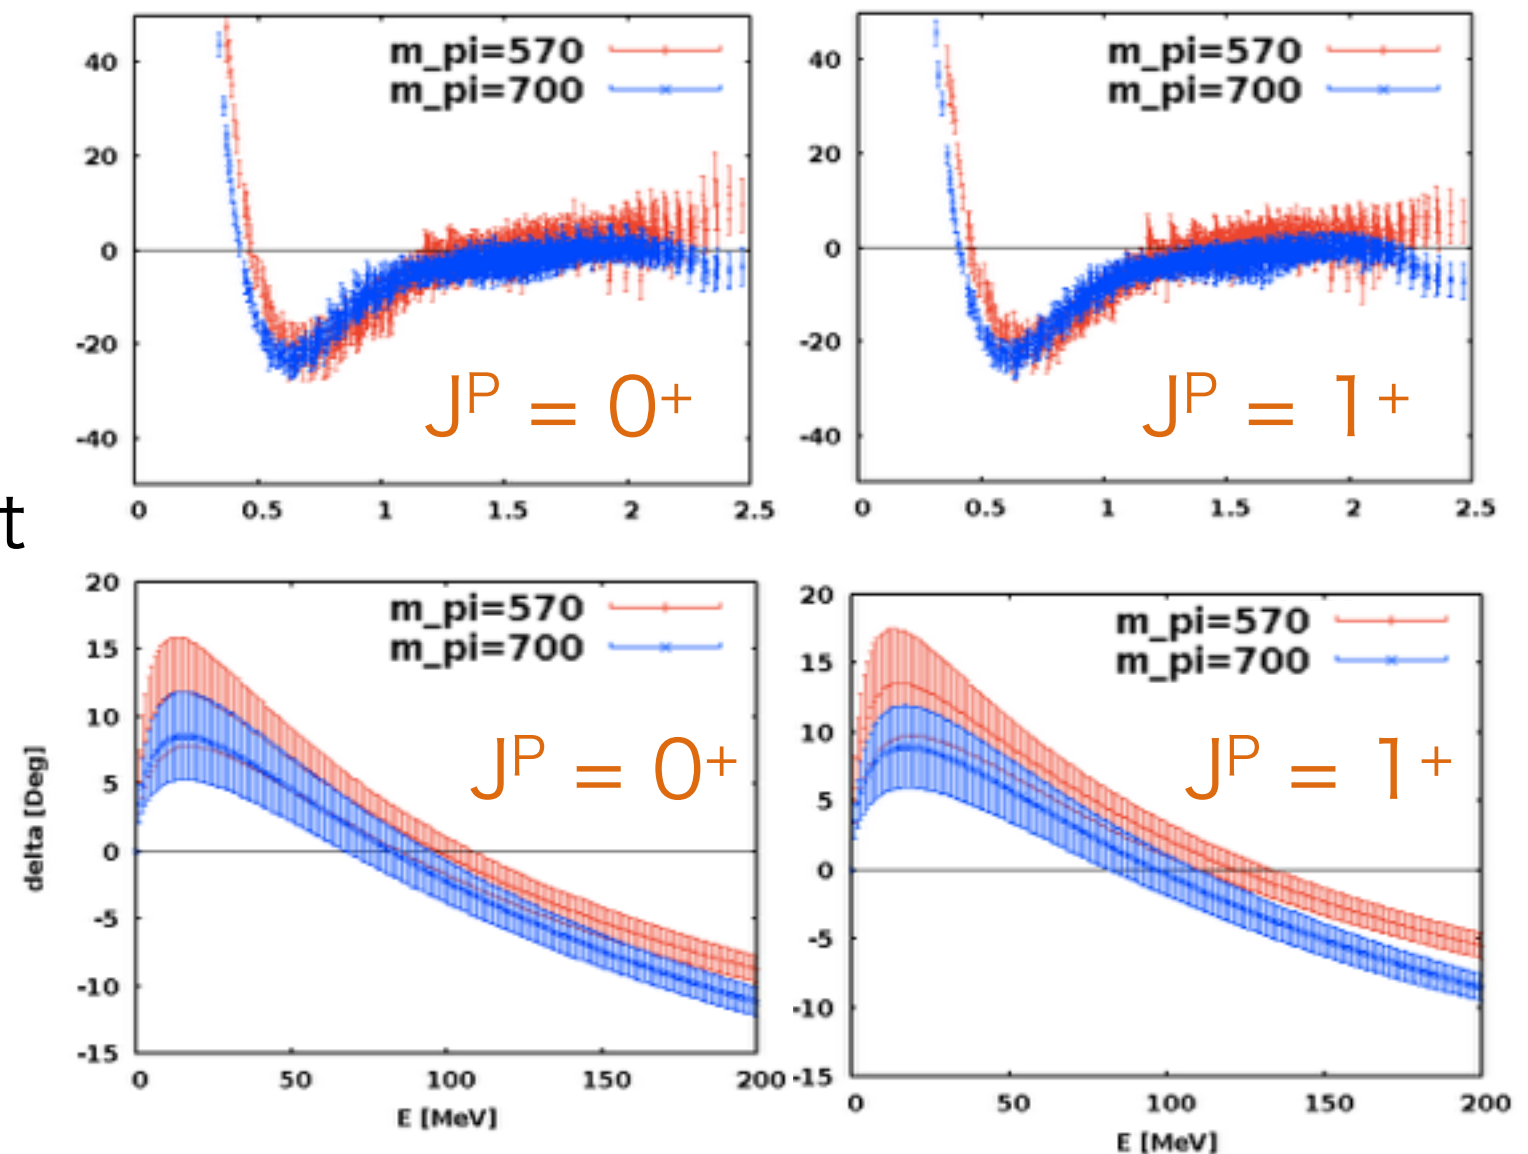 m_pi=570
m_pi=700
40
20
0
-20
-40
J^P = 0^+
0 0.5 1 1.5 2 2.5
m_pi=570
m_pi=700
40
20
0
-20
-40
J^P = 1^+
0 0.5 1 1.5 2 2.5
t
m_pi=570
m_pi=700
20
15
10
5
0
-5
-10
-15
delta [Deg]
J^P = 0^+
0 50 100 150 200
E [MeV]
m_pi=570
m_pi=700
20
15
10
5
0
-5
-10
-15
J^P = 1^+
0 50 100 150 200
E [MeV]